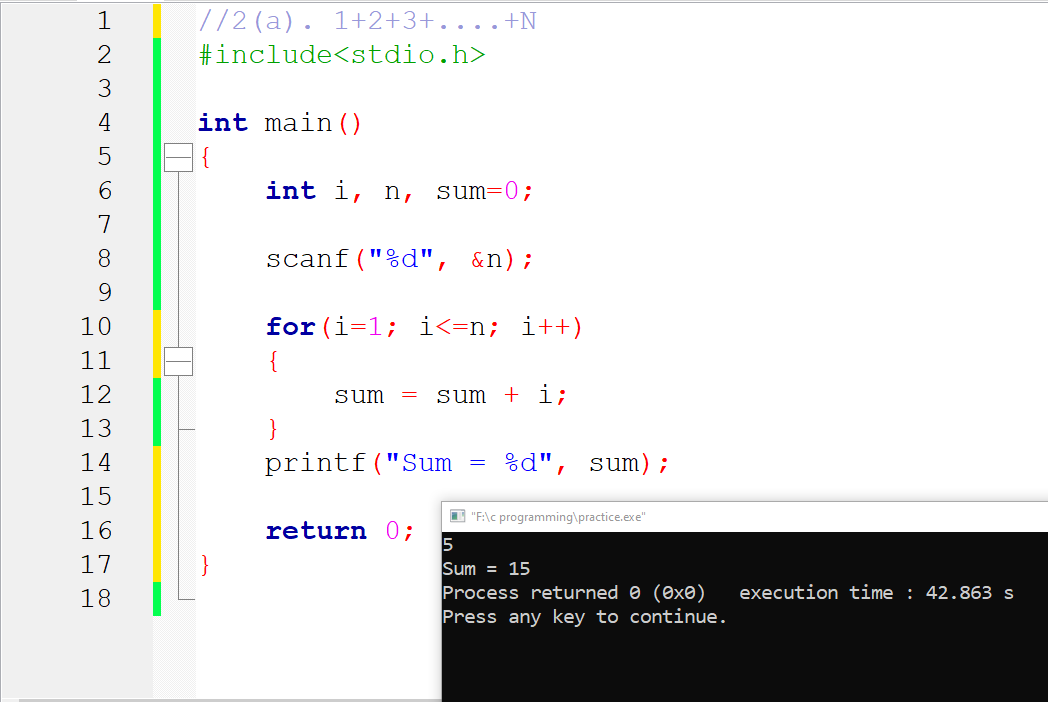 1 //2(a). 1+2+3+....+N
2 #include<stdio.h>
3
4 int main()
5 {
6 int i, n, sum=0;
7
8 scanf("%d", &n);
9
10 for(i=1; i<=n; i++)
11 {
12 sum = sum + i;
13 }
14 printf("Sum = %d", sum);
15
16 return 0;
17 }
18
"F:\c programming\practice.exe"
5
Sum = 15
Process returned 0 (0x0)   execution time : 42.863 s
Press any key to continue.